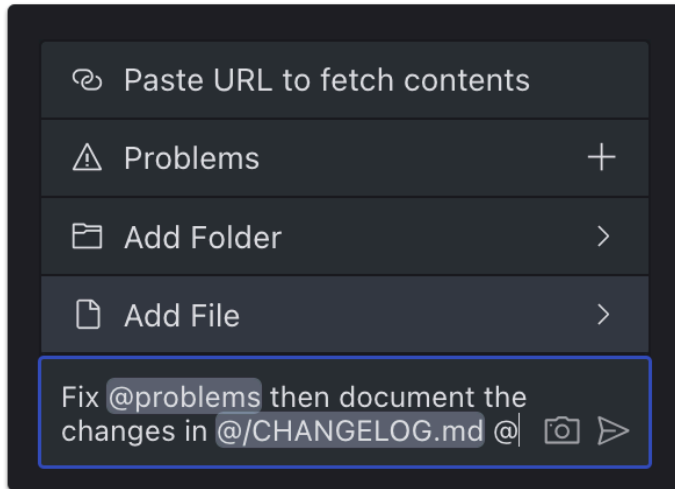 Paste URL to fetch contents
Problems
Add Folder
Add File
Fix @problems then document the
changes in @/CHANGELOG.md @